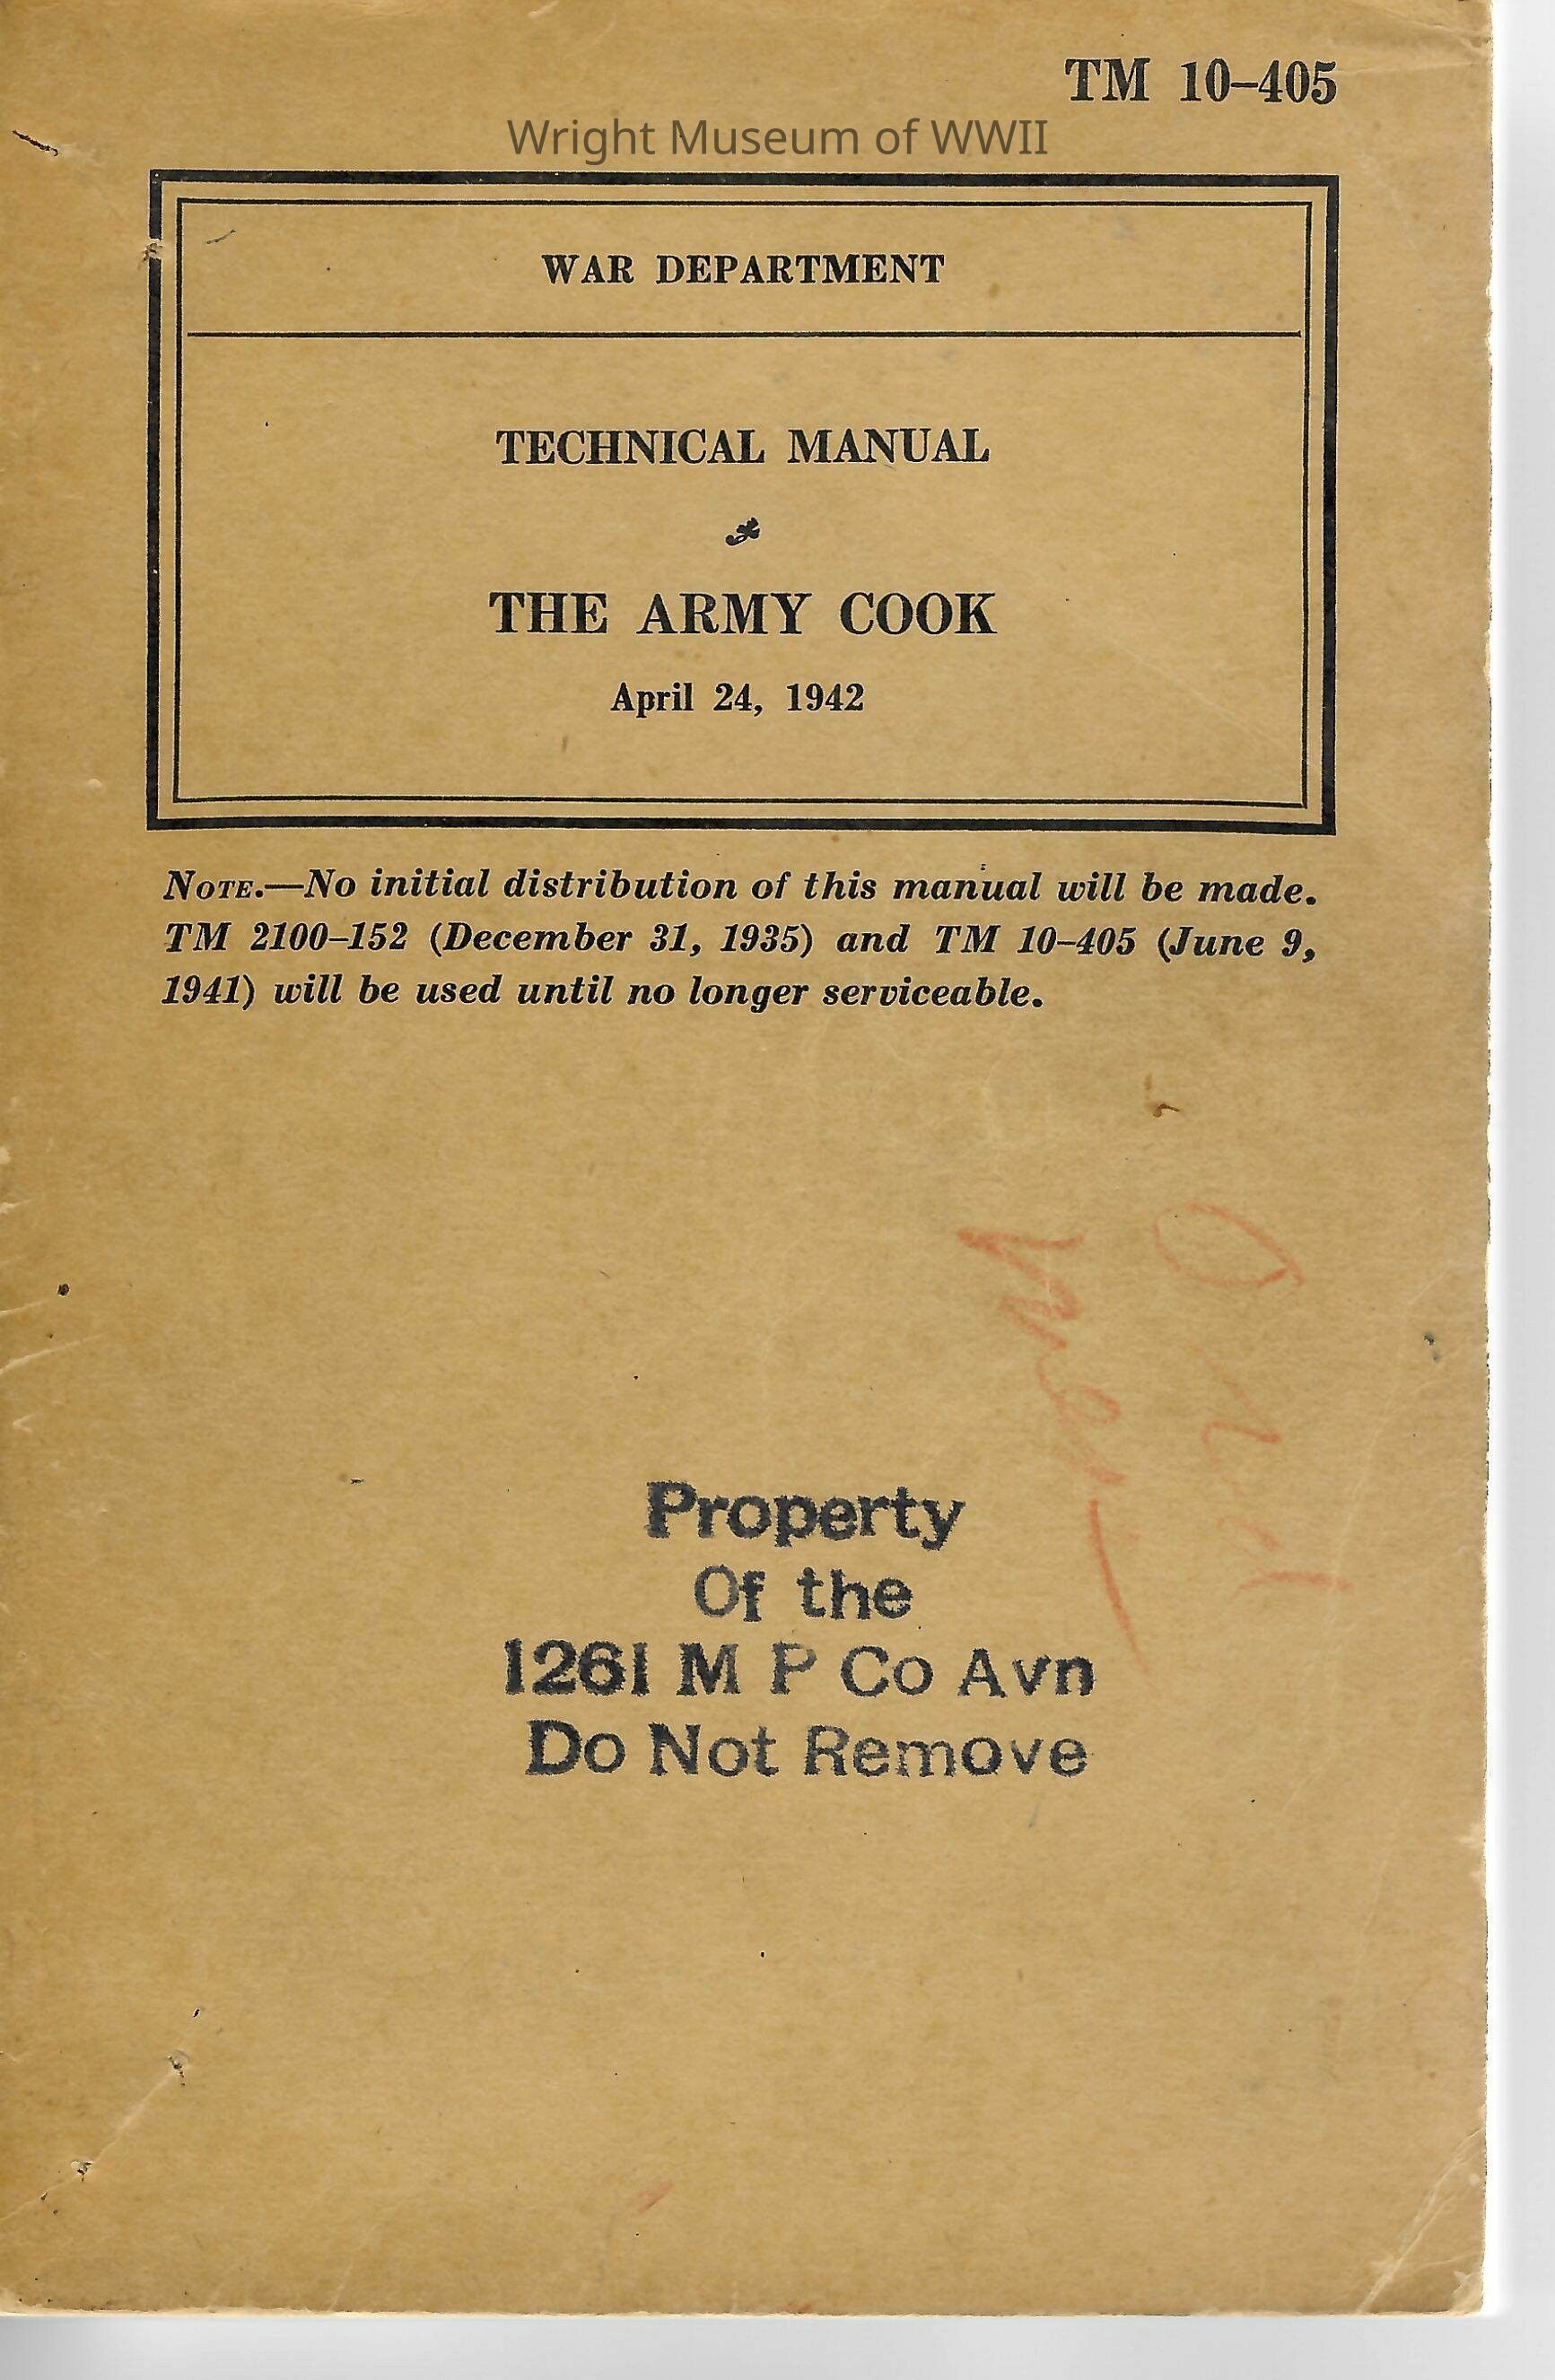 TM 10–405
Wright Museum of WWII
WAR DEPARTMENT
TECHNICAL MANUAL
THE ARMY COOK
April 24, 1942
NOTE.—No initial distribution of this manual will be made.
TM 2100–152 (December 31, 1935) and TM 10–405 (June 9,
1941) will be used until no longer serviceable.
Property
Of the
1261 M P Co Avn
Do Not Remove